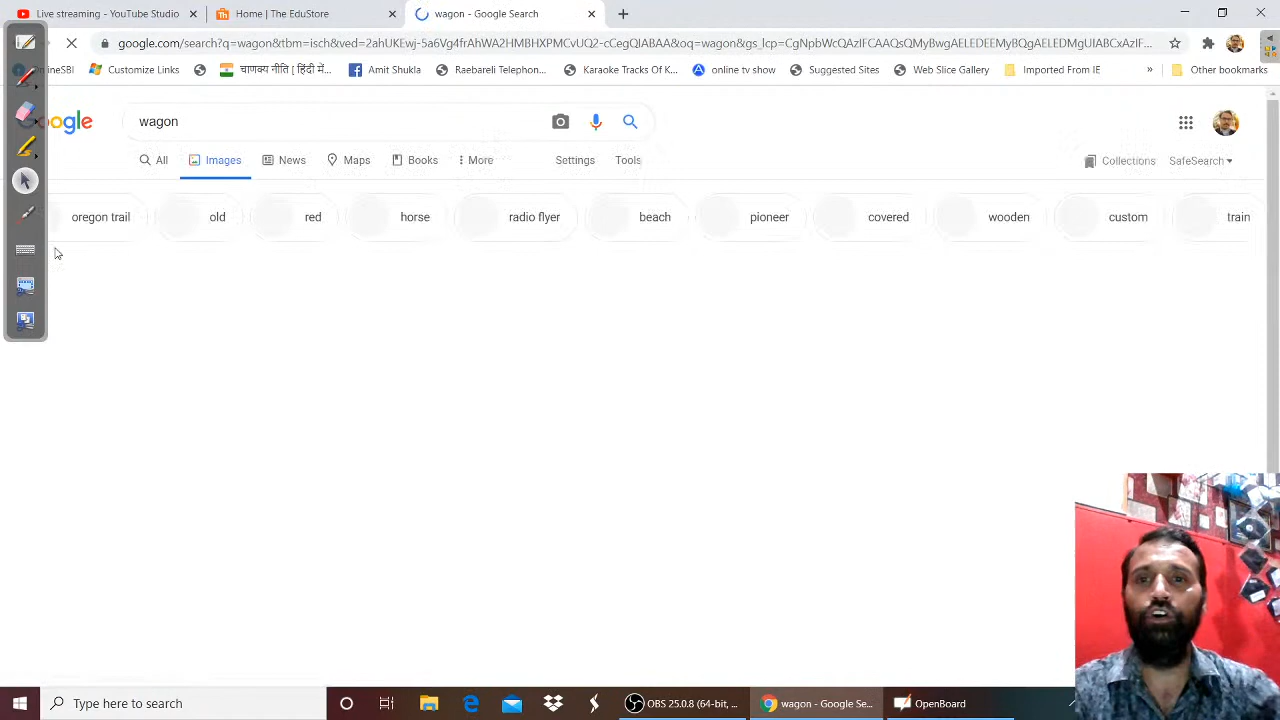 Live streaming - YouTube Studio
Home | The EduStore
wagon - Google Search
google.com/search?q=wagon&tbm=isch&ved=2ahUKEwj-5a6Vg4frAhWA2HMBHXPMCvIQ2-cCegQIABAA&oq=wagon&gs_lcp=CgNpbWcQAzIFCAAQsQMyBwgAELEDEEMyBQgAELEDMgUIABCxAzIF...
OnlineSBI
Customize Links
चाणक्य नीति [ हिंदी में...
Amit Shukla
Raebareli Telephon...
Karaoke Tracks Of K...
online tv show
Suggested Sites
Web Slice Gallery
Imported From IE
»
Other bookmarks
ogle
wagon
All
Images
News
Maps
Books
More
Settings
Tools
Collections
SafeSearch
oregon trail
old
red
horse
radio flyer
beach
pioneer
covered
wooden
custom
train
Type here to search
OBS 25.0.8 (64-bit, ...
wagon - Google Se...
OpenBoard